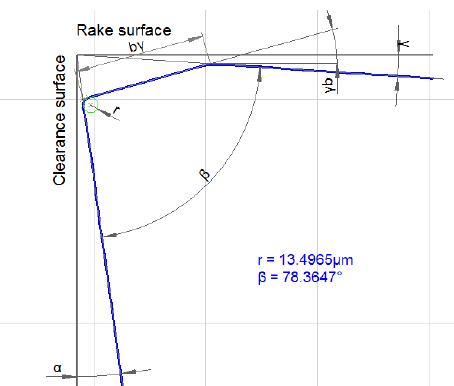 Rake surface
bγ
γ
Clearance surface
γb
r
β
r = 13.4965µm
β = 78.3647°
α